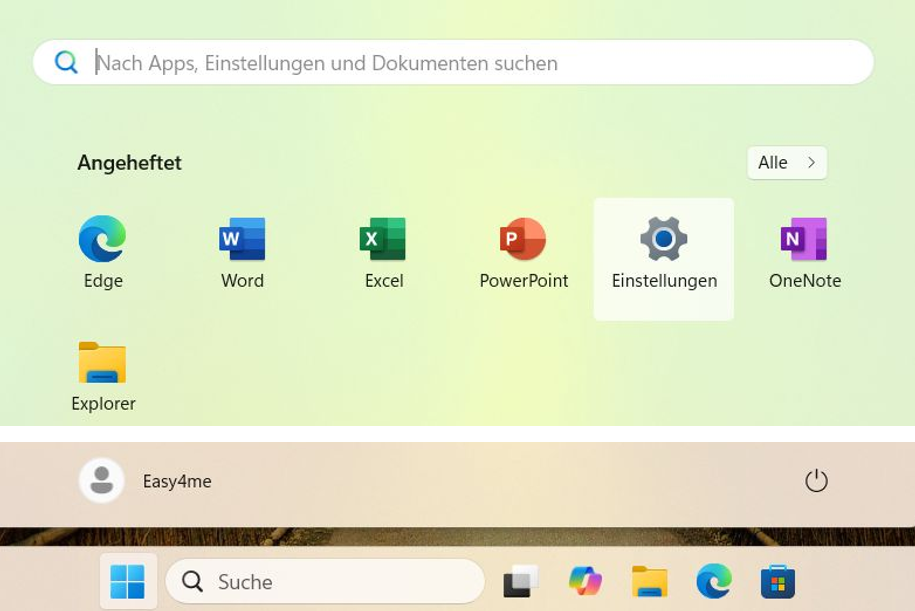 Nach Apps, Einstellungen und Dokumenten suchen
Angeheftet
Alle
Edge
Word
Excel
PowerPoint
Einstellungen
OneNote
Explorer
Easy4me
Suche